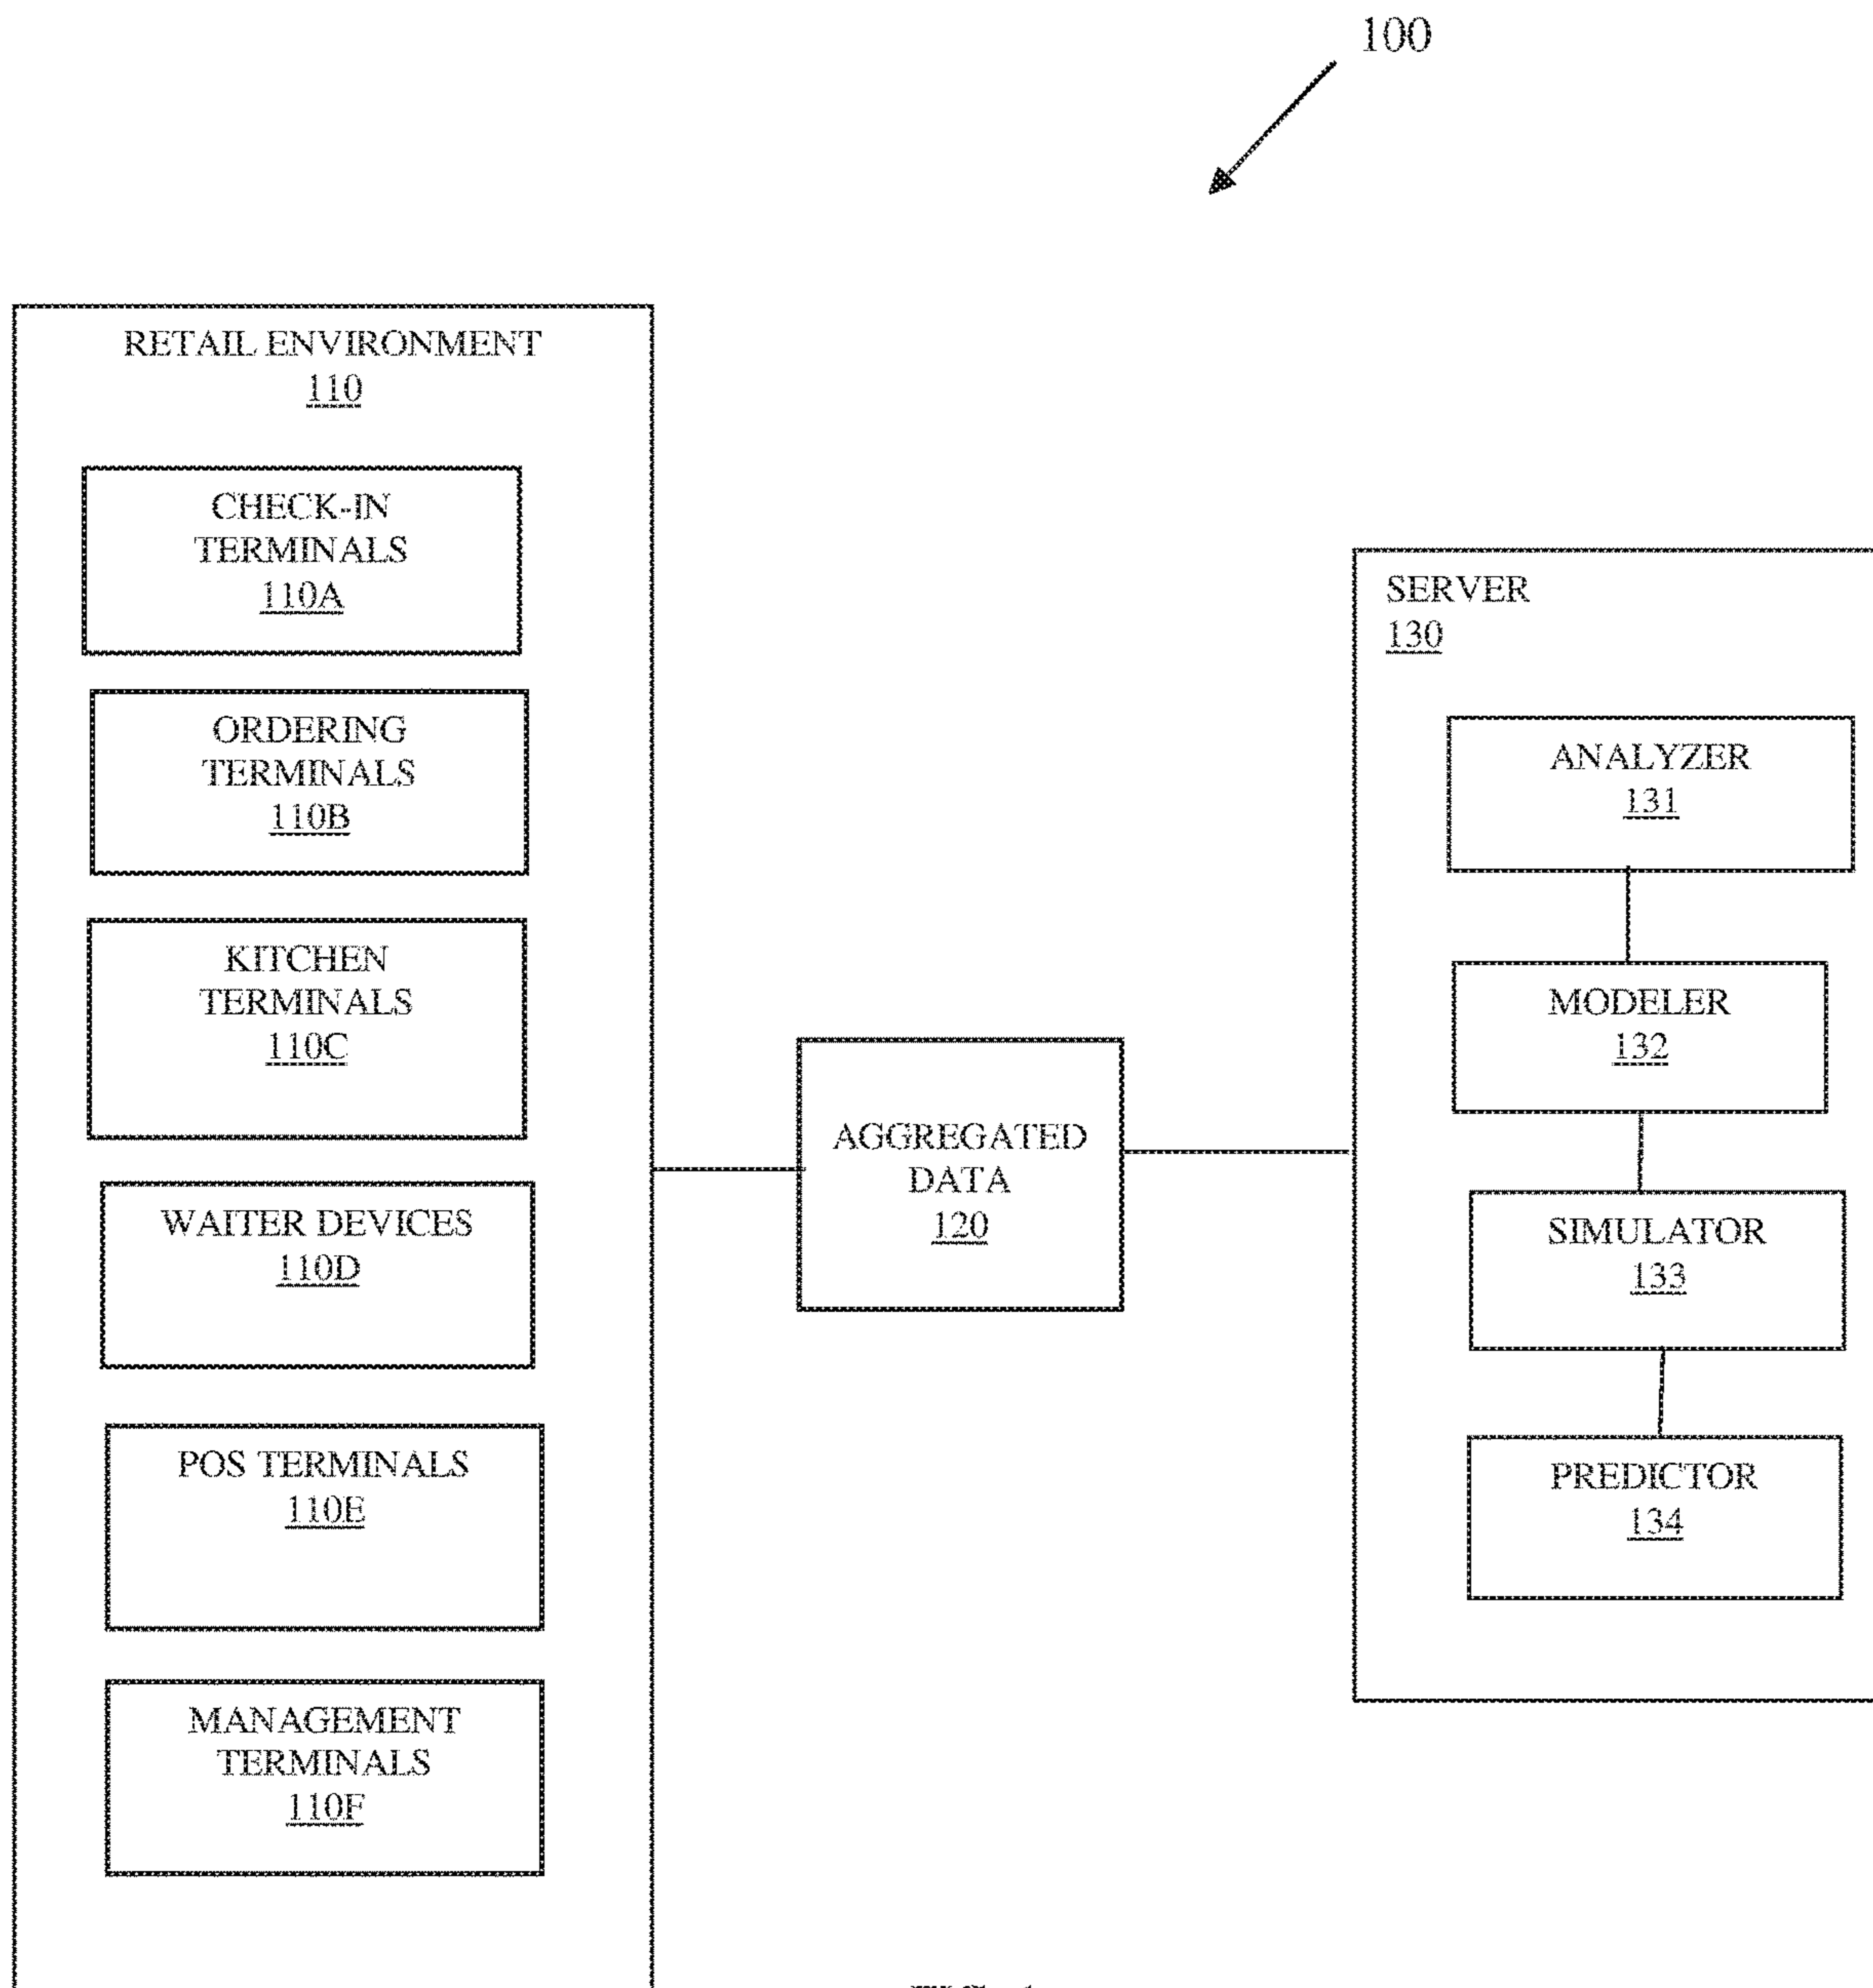 100
RETAIL ENVIRONMENT
110
CHECK-IN
TERMINALS
110A
ORDERING
TERMINALS
110B
KITCHEN
TERMINALS
110C
WAITER DEVICES
110D
POS TERMINALS
110E
MANAGEMENT
TERMINALS
110F
AGGREGATED
DATA
120
SERVER
130
ANALYZER
131
MODELER
132
SIMULATOR
133
PREDICTOR
134